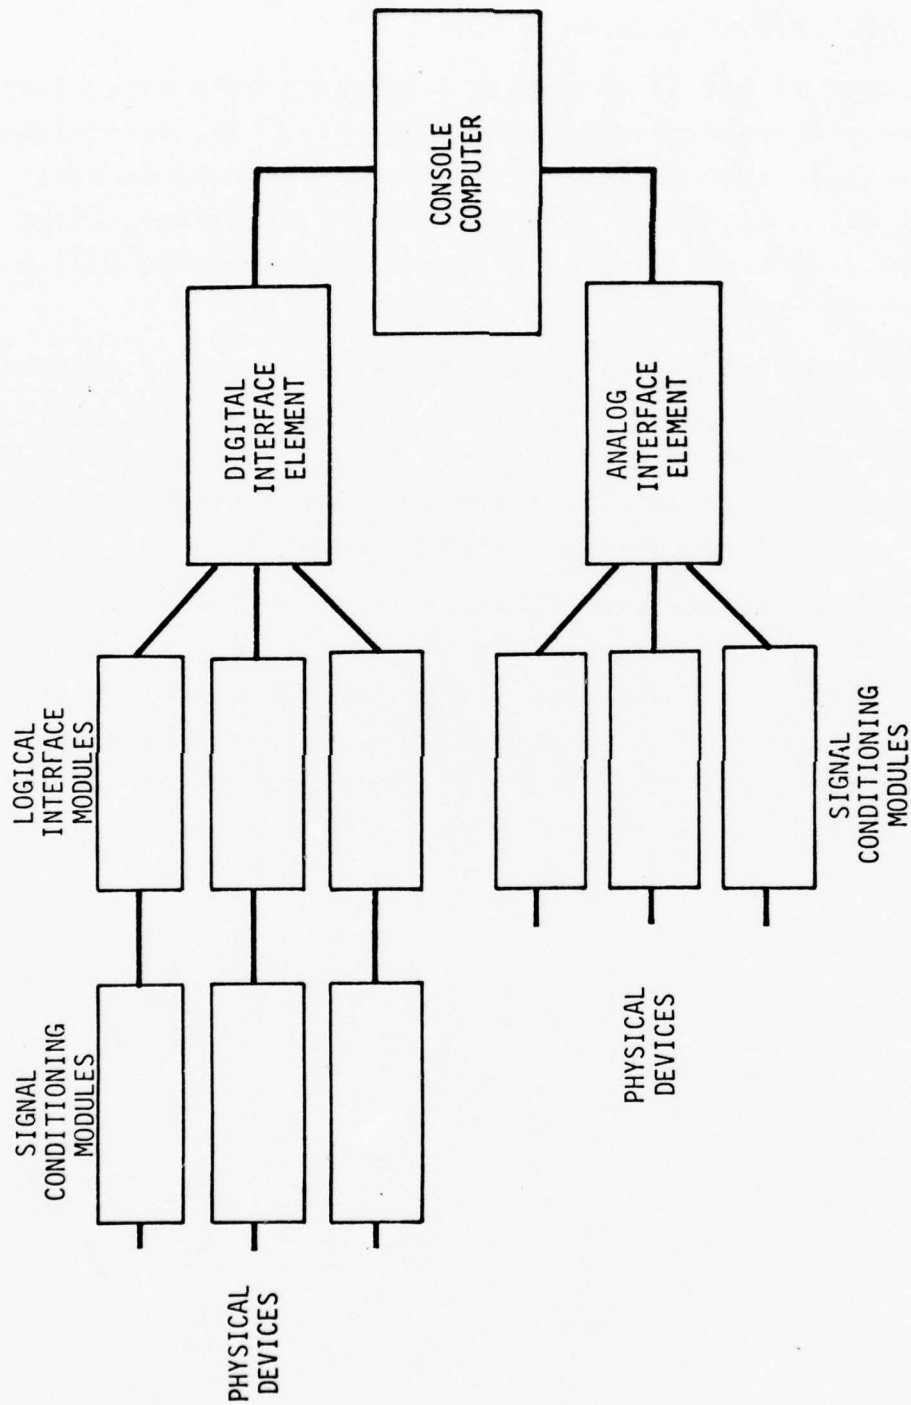 SIGNAL
CONDITIONING
MODULES
LOGICAL
INTERFACE
MODULES
PHYSICAL
DEVICES
DIGITAL
INTERFACE
ELEMENT
CONSOLE
COMPUTER
ANALOG
INTERFACE
ELEMENT
PHYSICAL
DEVICES
SIGNAL
CONDITIONING
MODULES